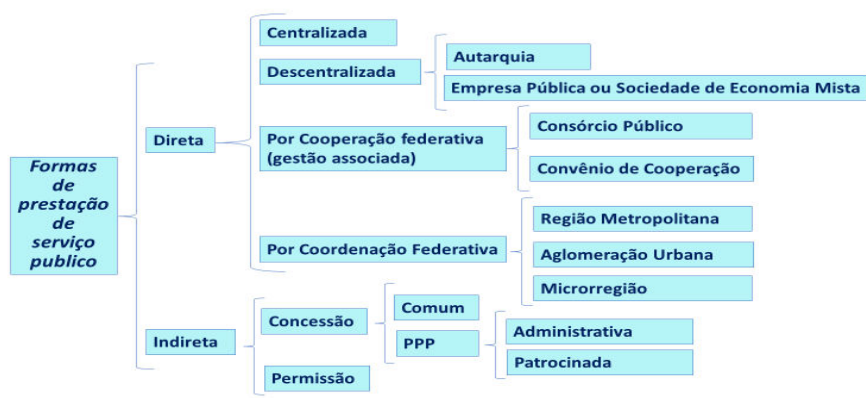 Formas
de
prestação
de
serviço
publico
Direta
Centralizada
Descentralizada
Autarquia
Empresa Pública ou Sociedade de Economia Mista
Por Cooperação federativa
(gestão associada)
Consórcio Público
Convênio de Cooperação
Por Coordenação Federativa
Região Metropolitana
Aglomeração Urbana
Microrregião
Indireta
Concessão
Comum
PPP
Administrativa
Patrocinada
Permissão